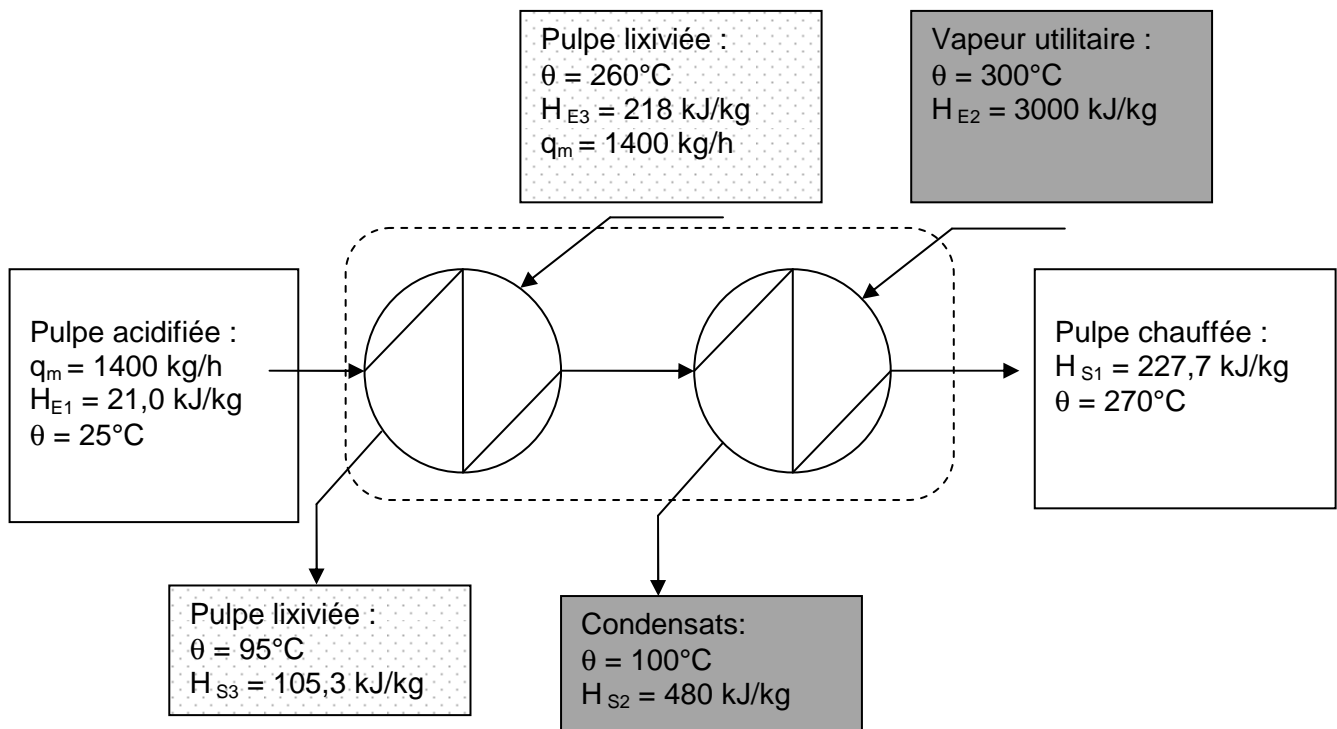 Pulpe lixiviée :
θ = 260°C
H E3 = 218 kJ/kg
qm = 1400 kg/h
Vapeur utilitaire :
θ = 300°C
H E2 = 3000 kJ/kg
Pulpe acidifiée :
qm = 1400 kg/h
HE1 = 21,0 kJ/kg
θ = 25°C
Pulpe chauffée :
H S1 = 227,7 kJ/kg
θ = 270°C
Pulpe lixiviée :
θ = 95°C
H S3 = 105,3 kJ/kg
Condensats:
θ = 100°C
H S2 = 480 kJ/kg